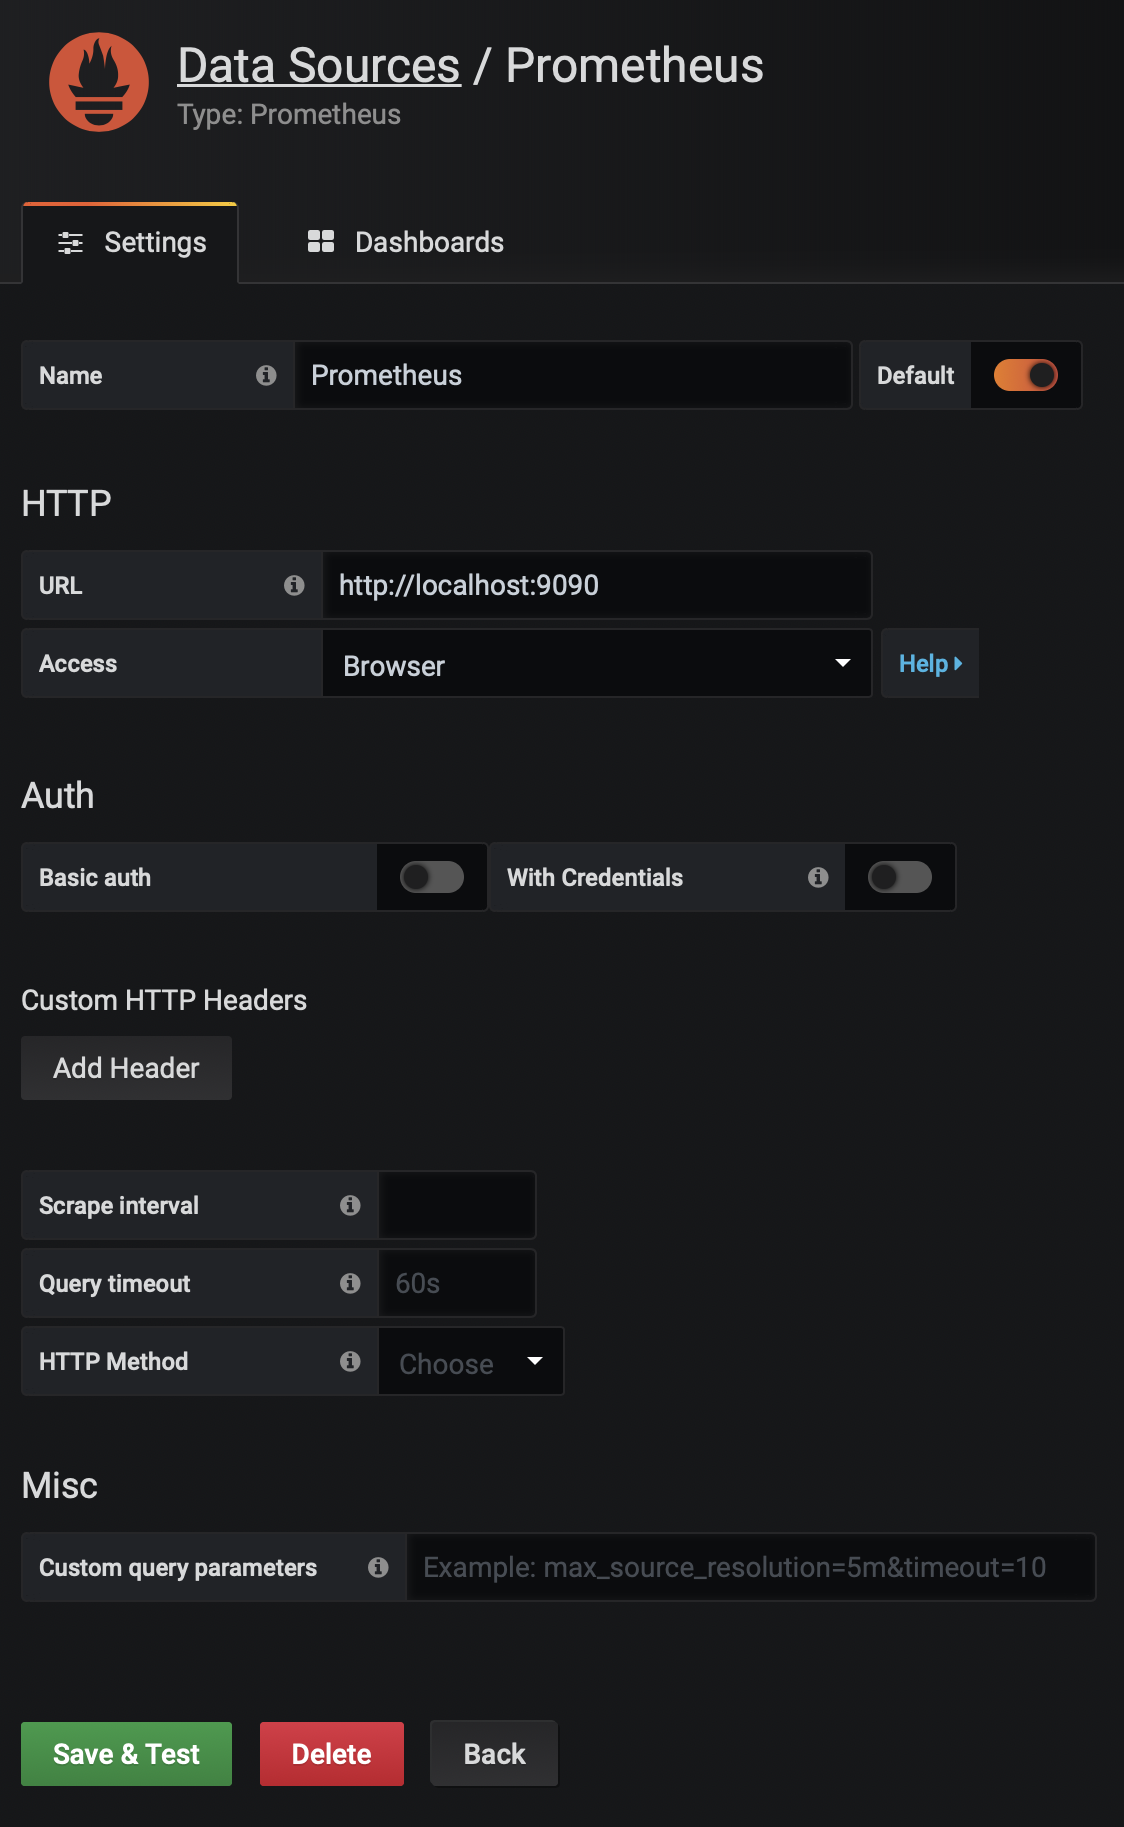 Data Sources / Prometheus
Type: Prometheus
Settings
Dashboards
Name
Prometheus
Default
HTTP
URL
http://localhost:9090
Access
Browser
Help
Auth
Basic auth
With Credentials
Custom HTTP Headers
Add Header
Scrape interval
Query timeout
60s
HTTP Method
Choose
Misc
Custom query parameters
Example: max_source_resolution=5m&timeout=10
Save & Test
Delete
Back